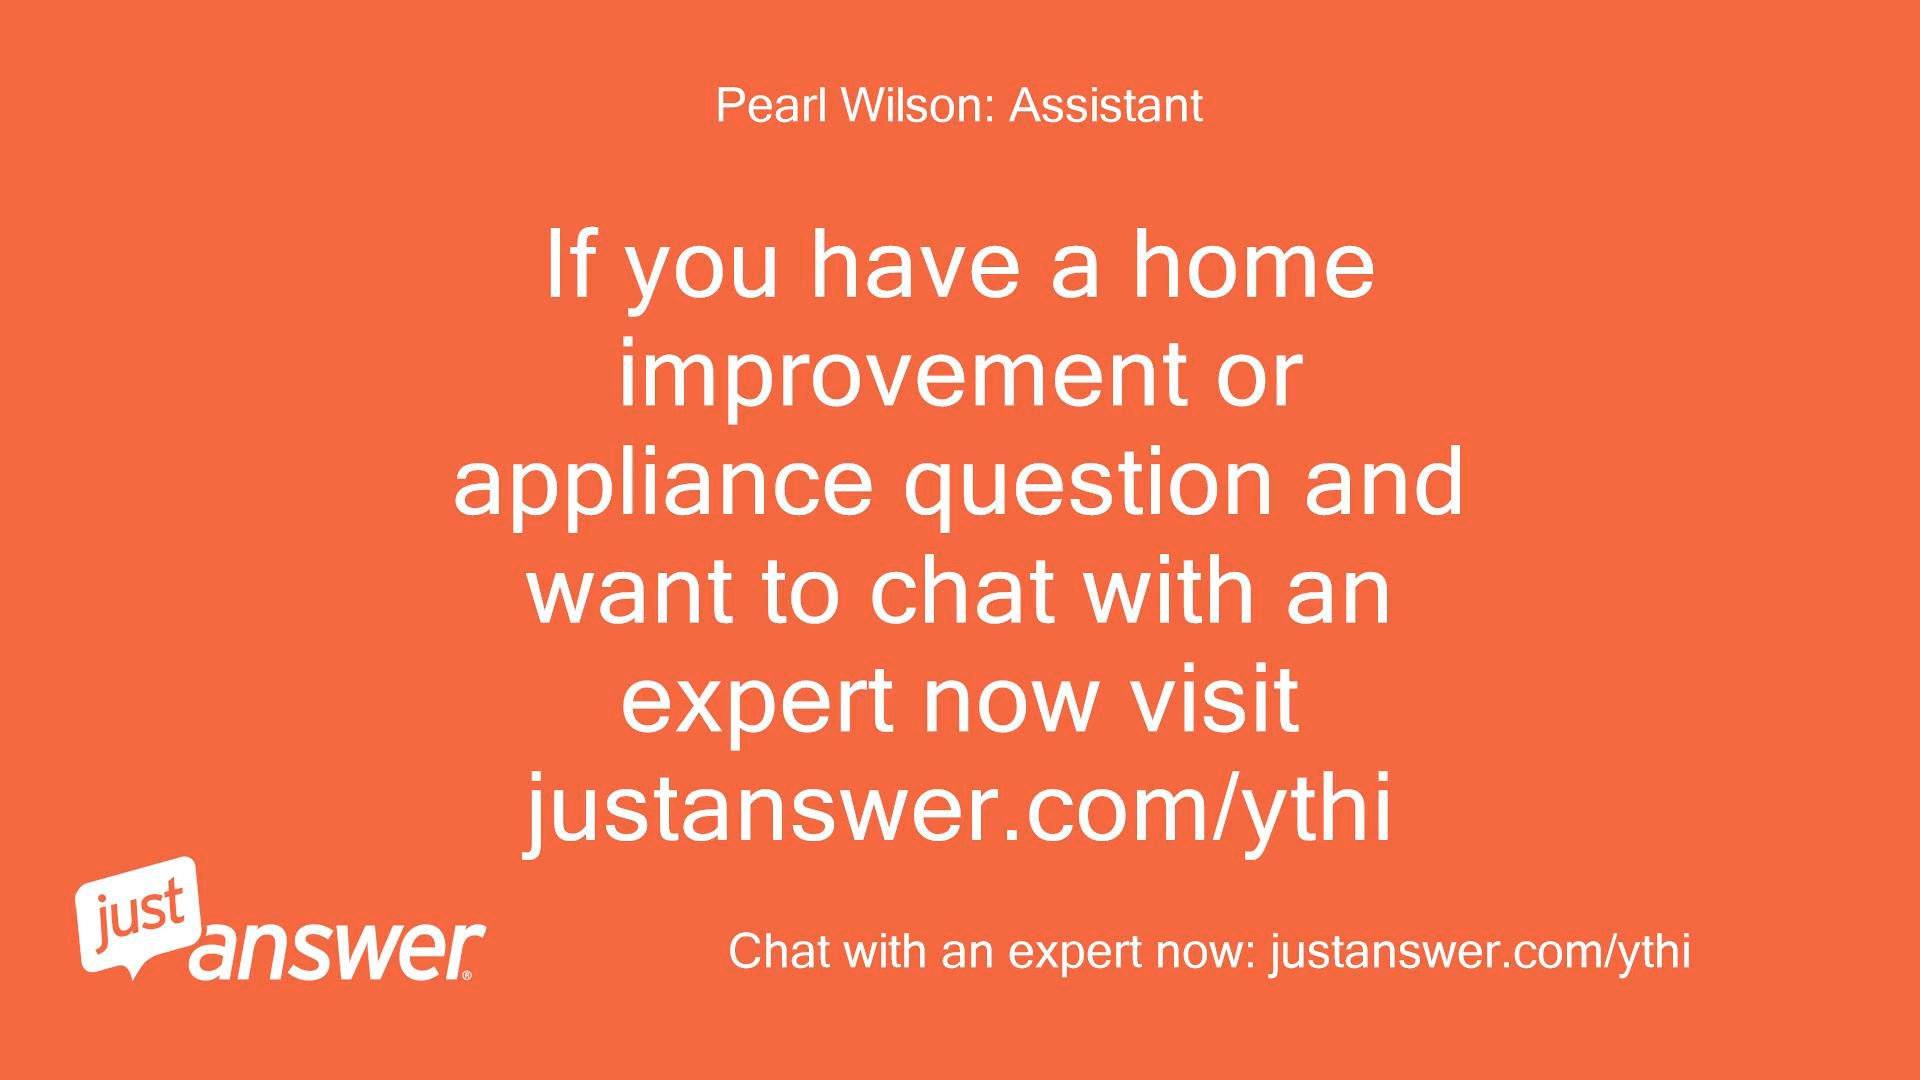 Pearl Wilson: Assistant
If you have a home
improvement or
appliance question and
want to chat with an
expert now visit
justanswer.com/ythi
just
answer®
Chat with an expert now: justanswer.com/ythi